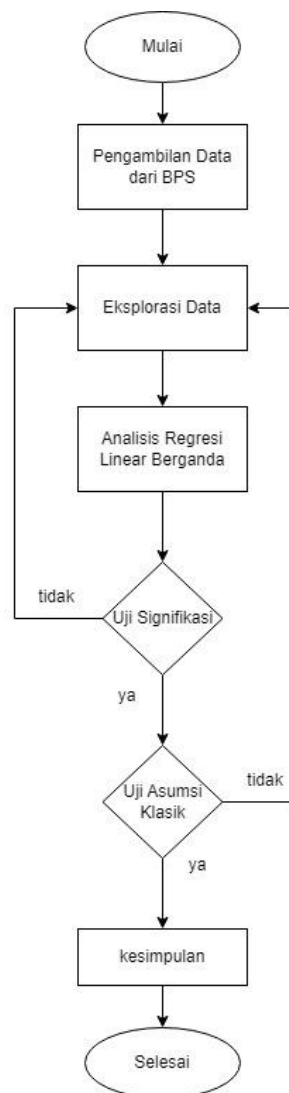 Mulai
Pengambilan Data
dari BPS
Eksplorasi Data
Analisis Regresi
Linear Berganda
tidak
Uji Signifikasi
ya
Uji Asumsi
Klasik
tidak
ya
kesimpulan
Selesai